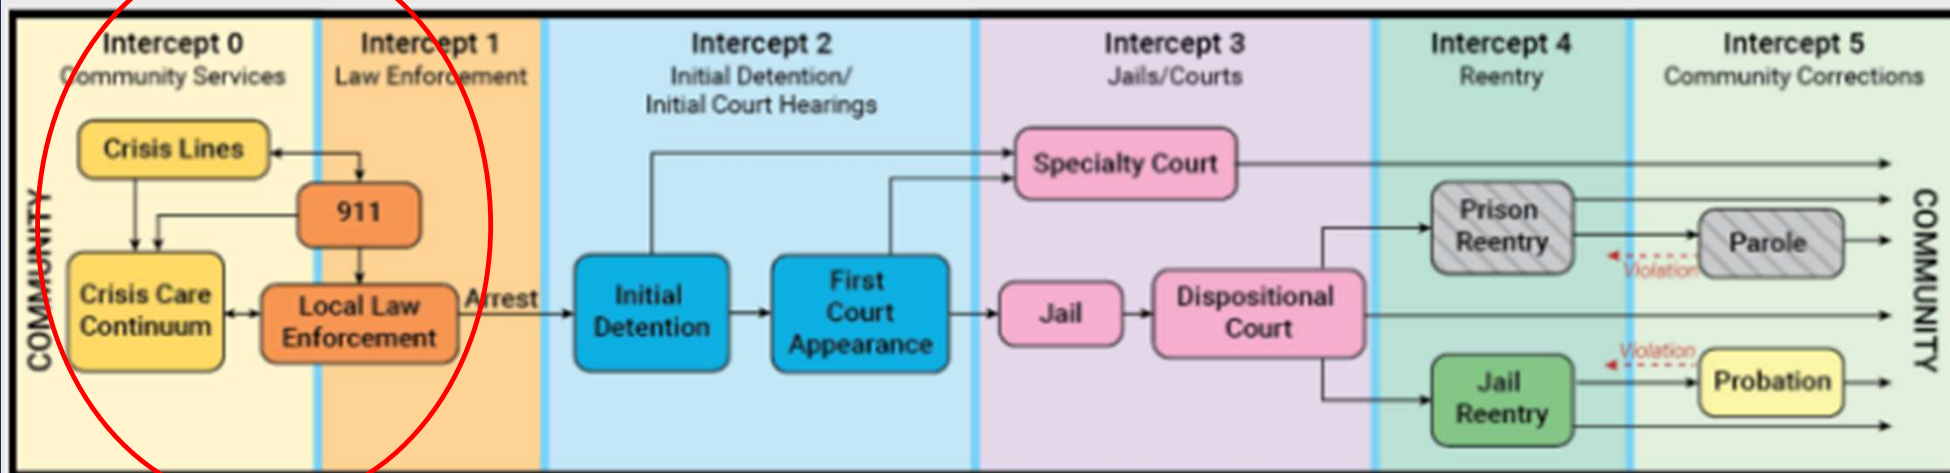 Intercept 0
Community Services
Intercept 1
Law Enforcement
Intercept 2
Initial Detention/
Initial Court Hearings
Intercept 3
Jails/Courts
Intercept 4
Reentry
Intercept 5
Community Corrections
COMMUNITY
Crisis Lines
911
Crisis Care
Continuum
Local Law
Enforcement
Arrest
Initial
Detention
First
Court
Appearance
Specialty Court
Jail
Dispositional
Court
Prison
Reentry
Parole
Violation
Jail
Reentry
Violation
Probation
COMMUNITY